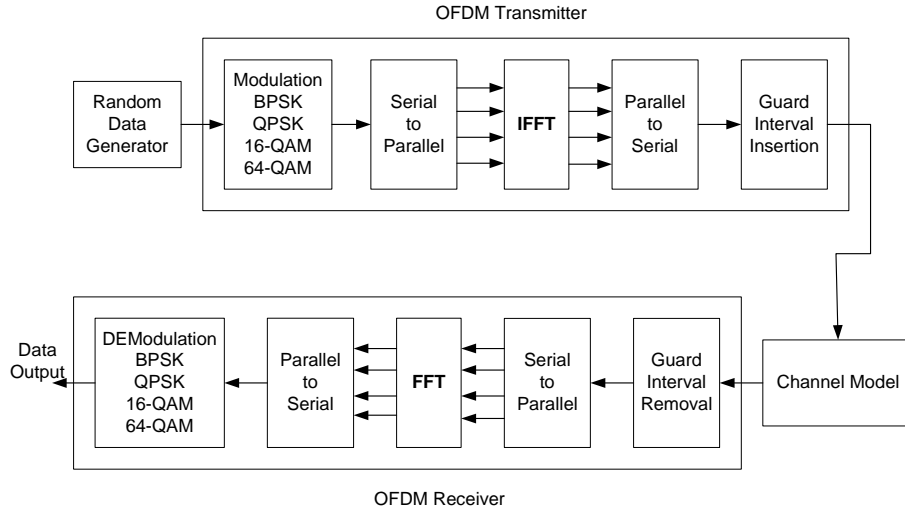 OFDM Transmitter
Random
Data
Generator
Modulation
BPSK
QPSK
16-QAM
64-QAM
Serial
to
Parallel
IFFT
Parallel
to
Serial
Guard
Interval
Insertion
Channel Model
Guard
Interval
Removal
Serial
to
Parallel
FFT
Parallel
to
Serial
DEModulation
BPSK
QPSK
16-QAM
64-QAM
Data
Output
OFDM Receiver